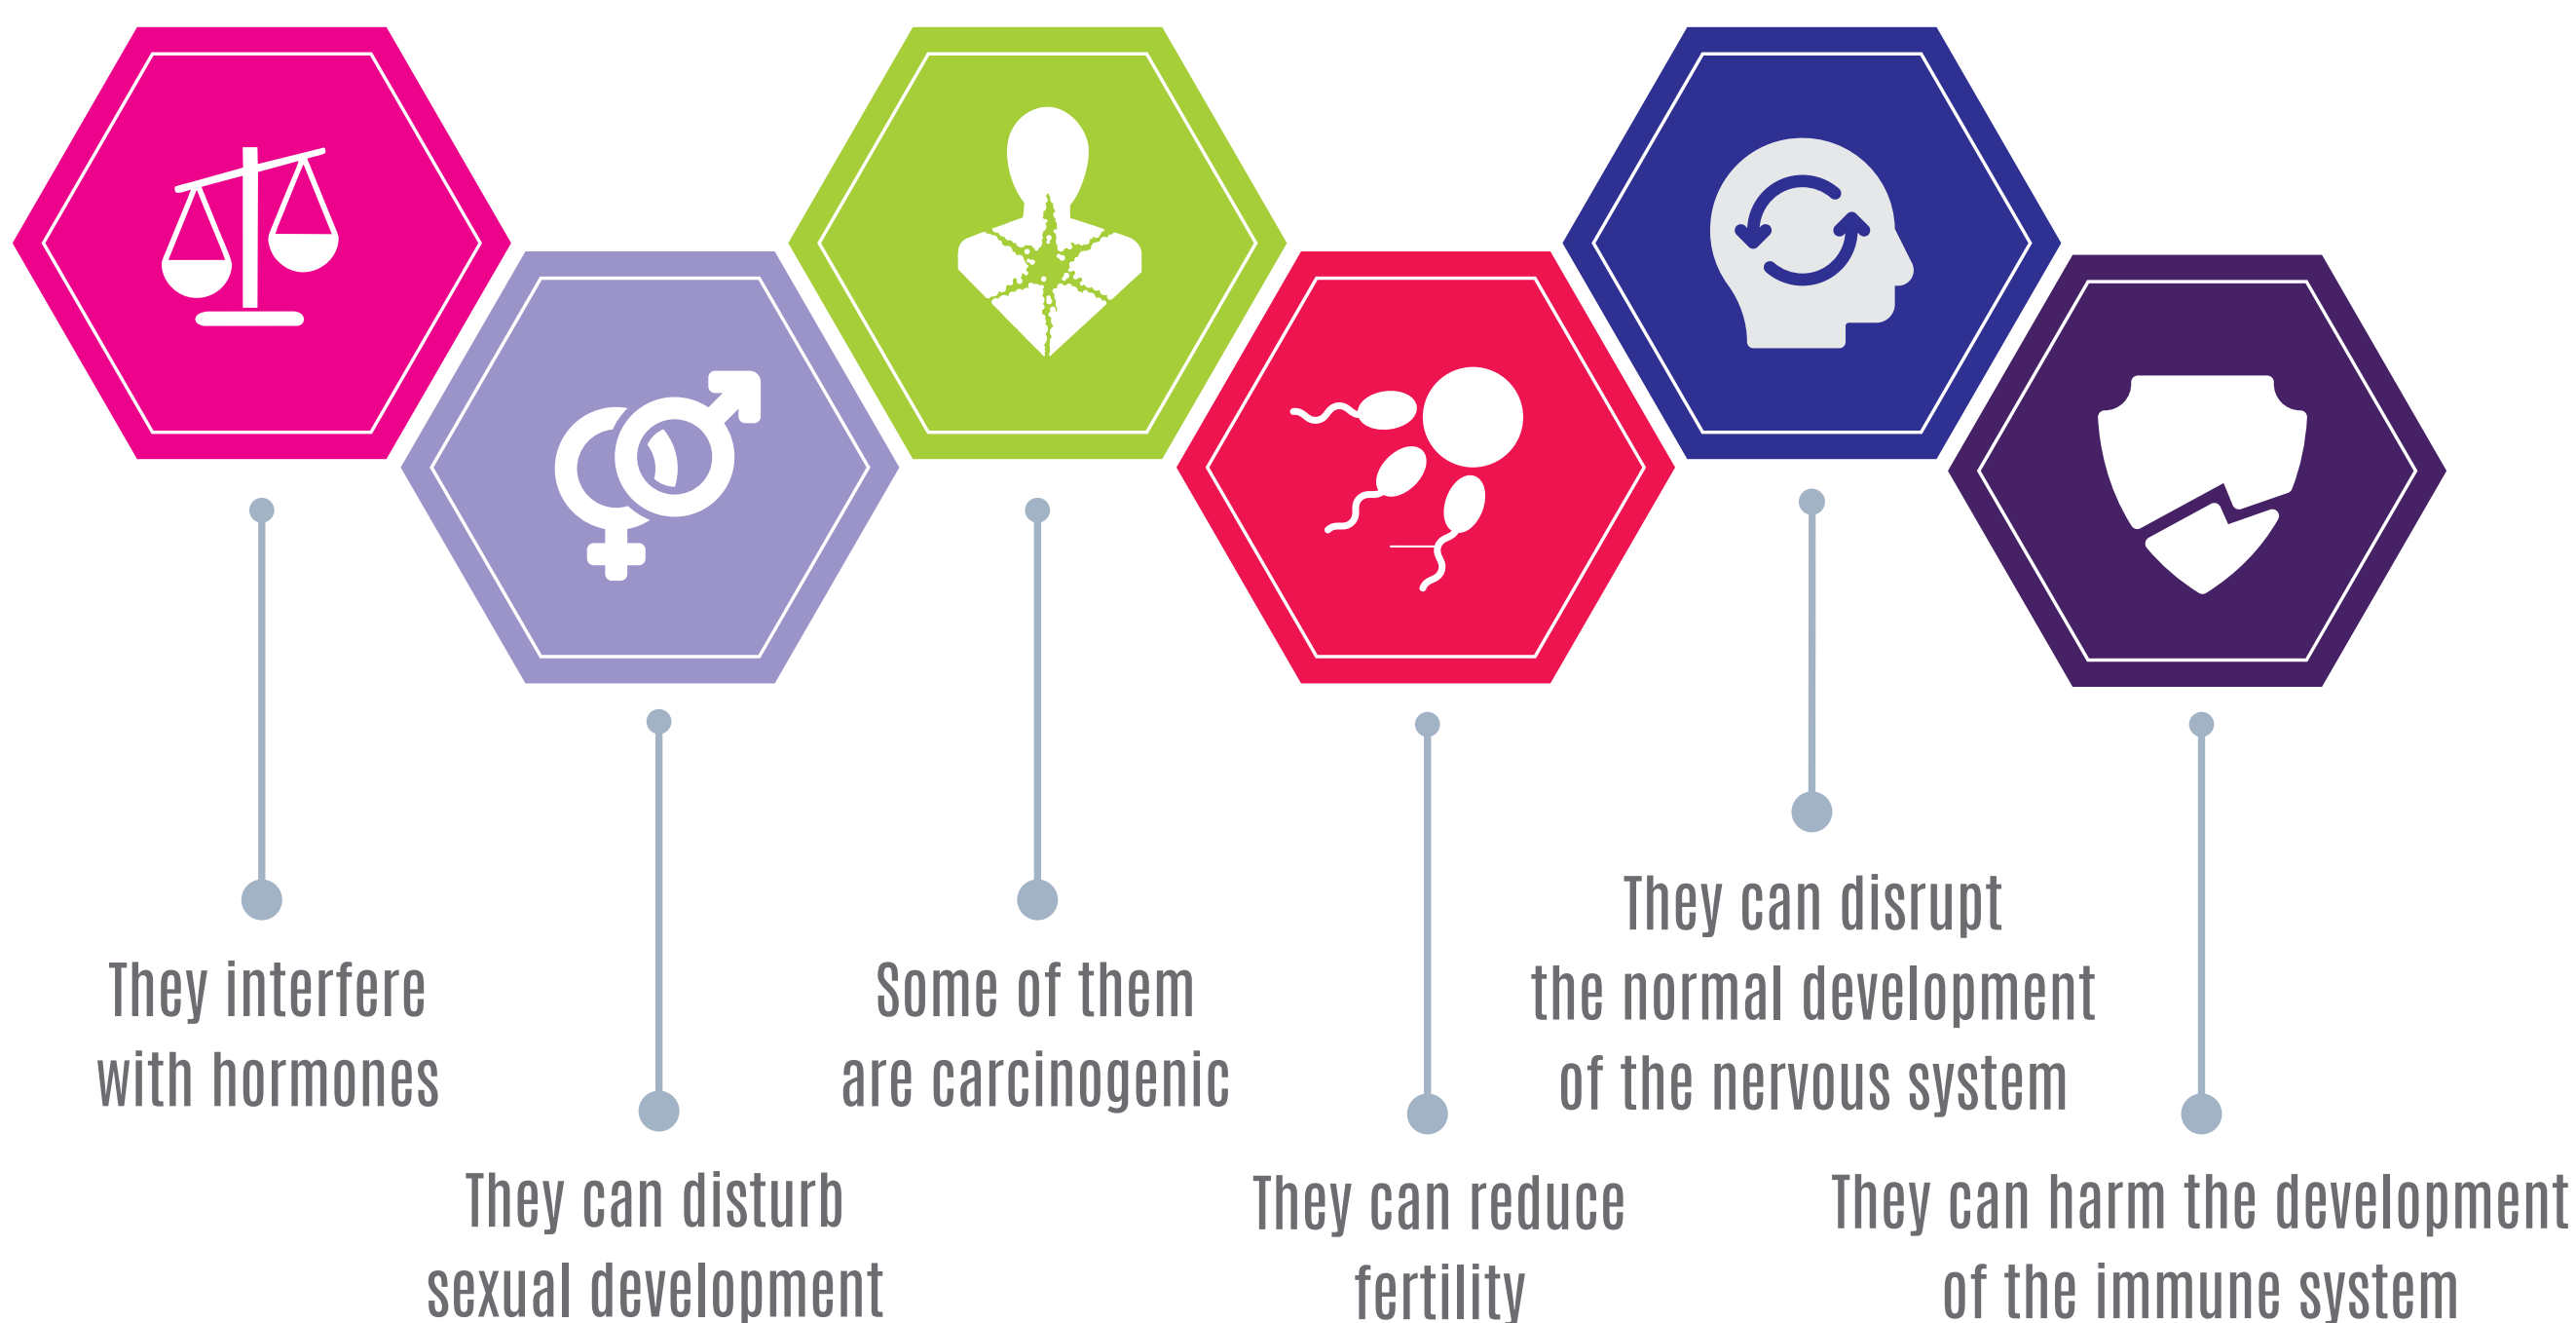 They interfere
with hormones
They can disturb
sexual development
Some of them
are carcinogenic
They can reduce
fertility
They can disrupt
the normal development
of the nervous system
They can harm the development
of the immune system